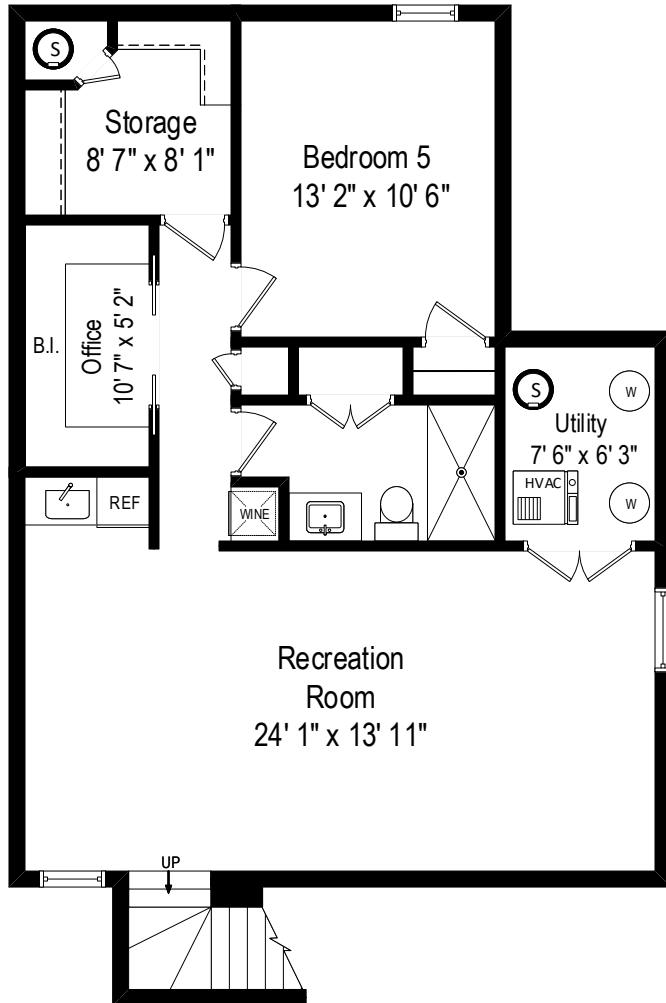 S
Storage
8' 7" x 8' 1"
Bedroom 5
13' 2" x 10' 6"
B.I.
Office
10' 7" x 5' 2"
S
W
Utility
7' 6" x 6' 3"
HVAC
W
REF
WINE
Recreation
Room
24' 1" x 13' 11"
UP